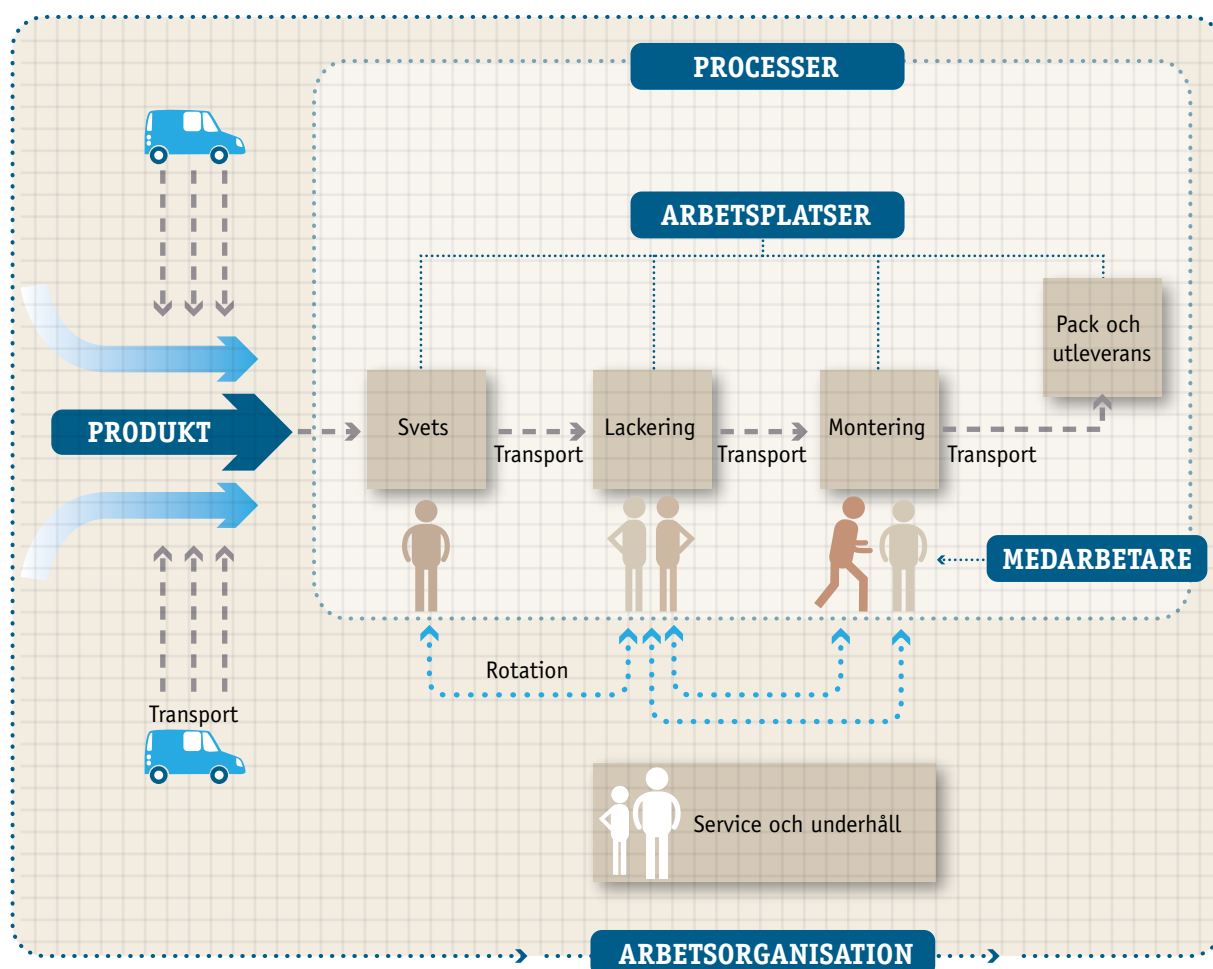 PROCESSER
ARBETSPLATSER
Pack och
utleverans
PRODUKT
Svets
Transport
Lackering
Transport
Montering
Transport
MEDARBETARE
Rotation
Transport
Service och underhåll
ARBETSORGANISATION